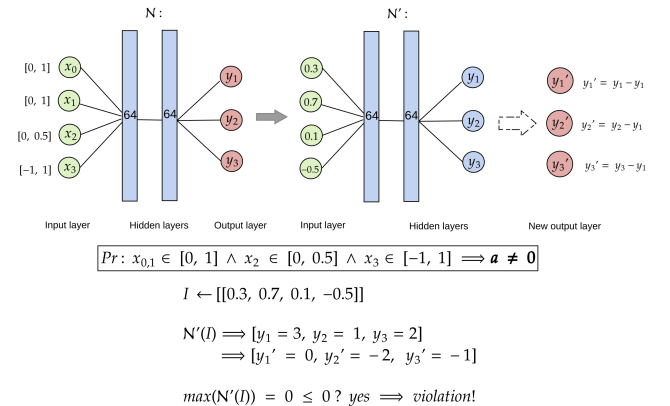 N :
N′ :
[0, 1] x₀
[0, 1] x₁
[0, 0.5] x₂
[−1, 1] x₃
64 64
y₁
y₂
y₃
0.3
0.7
0.1
−0.5
64 64
y₁
y₂
y₃
y₁′ y₁′ = y₁ − y₁
y₂′ y₂′ = y₂ − y₁
y₃′ y₃′ = y₃ − y₁
Input layer Hidden layers Output layer Input layer Hidden layers New output layer
Pr : x₀,₁ ∈ [0, 1] ∧ x₂ ∈ [0, 0.5] ∧ x₃ ∈ [−1, 1] ⟹ a ≠ 0
I ← [[0.3, 0.7, 0.1, −0.5]]
N′(I) ⟹ [y₁ = 3, y₂ = 1, y₃ = 2]
⟹ [y₁′ = 0, y₂′ = −2, y₃′ = −1]
max(N′(I)) = 0 ≤ 0 ? yes ⟹ violation!